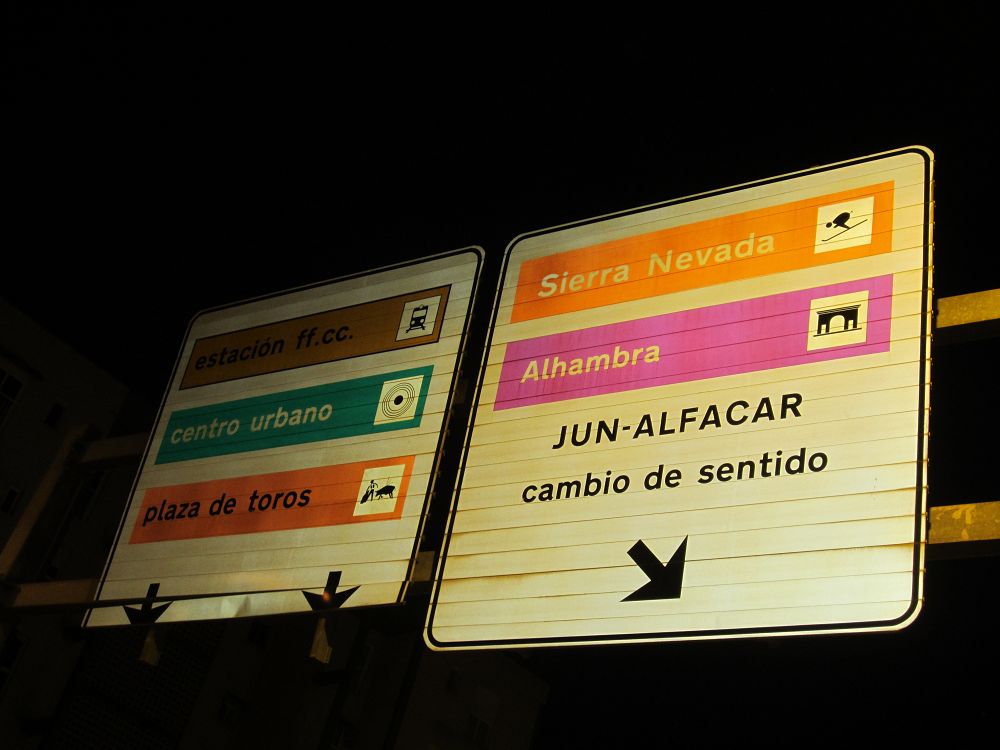 estación ff.cc.
centro urbano
plaza de toros
Sierra Nevada
Alhambra
JUN-ALFACAR
cambio de sentido